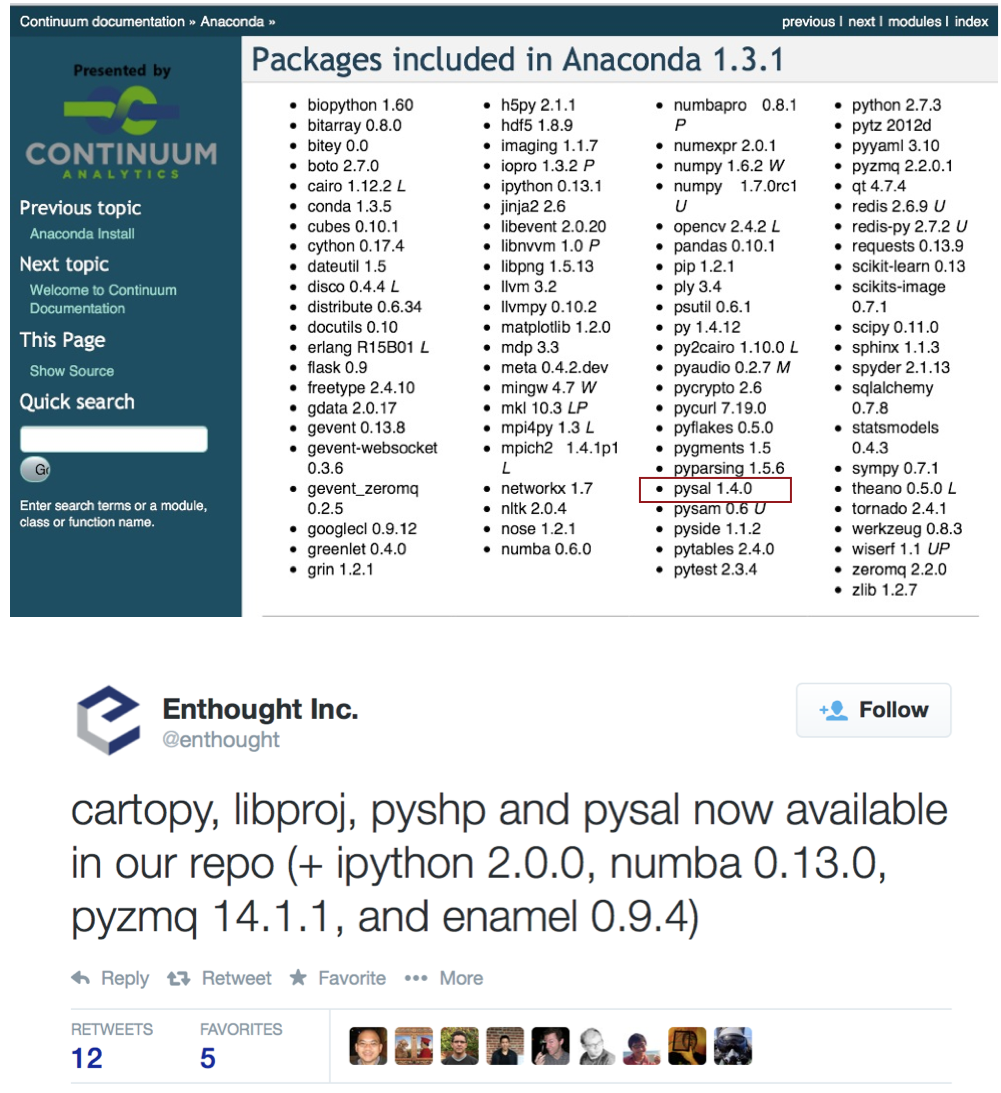 Continuum documentation » Anaconda »
previous | next | modules | index
Presented by
CONTINUUM
ANALYTICS
Previous topic
Anaconda Install
Next topic
Welcome to Continuum
Documentation
This Page
Show Source
Quick search
Go
Enter search terms or a module,
class or function name.
Packages included in Anaconda 1.3.1
• biopython 1.60
• bitarray 0.8.0
• bitey 0.0
• boto 2.7.0
• cairo 1.12.2 L
• conda 1.3.5
• cubes 0.10.1
• cython 0.17.4
• dateutil 1.5
• disco 0.4.4 L
• distribute 0.6.34
• docutils 0.10
• erlang R15B01 L
• flask 0.9
• freetype 2.4.10
• gdata 2.0.17
• gevent 0.13.8
• gevent-websocket
0.3.6
• gevent_zeromq
0.2.5
• googlecl 0.9.12
• greenlet 0.4.0
• grin 1.2.1
• h5py 2.1.1
• hdf5 1.8.9
• imaging 1.1.7
• iopro 1.3.2 P
• ipython 0.13.1
• jinja2 2.6
• libevent 2.0.20
• libnvvm 1.0 P
• libpng 1.5.13
• llvm 3.2
• llvmpy 0.10.2
• matplotlib 1.2.0
• mdp 3.3
• meta 0.4.2.dev
• mingw 4.7 W
• mkl 10.3 LP
• mpi4py 1.3 L
• mpich2 1.4.1p1
L
• networkx 1.7
• nltk 2.0.4
• nose 1.2.1
• numba 0.6.0
• numbapro 0.8.1
P
• numexpr 2.0.1
• numpy 1.6.2 W
• numpy 1.7.0rc1
U
• opencv 2.4.2 L
• pandas 0.10.1
• pip 1.2.1
• ply 3.4
• psutil 0.6.1
• py 1.4.12
• py2cairo 1.10.0 L
• pyaudio 0.2.7 M
• pycrypto 2.6
• pycurl 7.19.0
• pyflakes 0.5.0
• pygments 1.5
• pyparsing 1.5.6
• pysal 1.4.0
• pysam 0.6 U
• pyside 1.1.2
• pytables 2.4.0
• pytest 2.3.4
• python 2.7.3
• pytz 2012d
• pyyaml 3.10
• pyzmq 2.2.0.1
• qt 4.7.4
• redis 2.6.9 U
• redis-py 2.7.2 U
• requests 0.13.9
• scikit-learn 0.13
• scikits-image
0.7.1
• scipy 0.11.0
• sphinx 1.1.3
• spyder 2.1.13
• sqlalchemy
0.7.8
• statsmodels
0.4.3
• sympy 0.7.1
• theano 0.5.0 L
• tornado 2.4.1
• werkzeug 0.8.3
• wiserf 1.1 UP
• zeromq 2.2.0
• zlib 1.2.7
Enthought Inc.
@enthought
Follow
cartopy, libproj, pyshp and pysal now available
in our repo (+ ipython 2.0.0, numba 0.13.0,
pyzmq 14.1.1, and enamel 0.9.4)
Reply Retweet Favorite More
RETWEETS FAVORITES
12 5